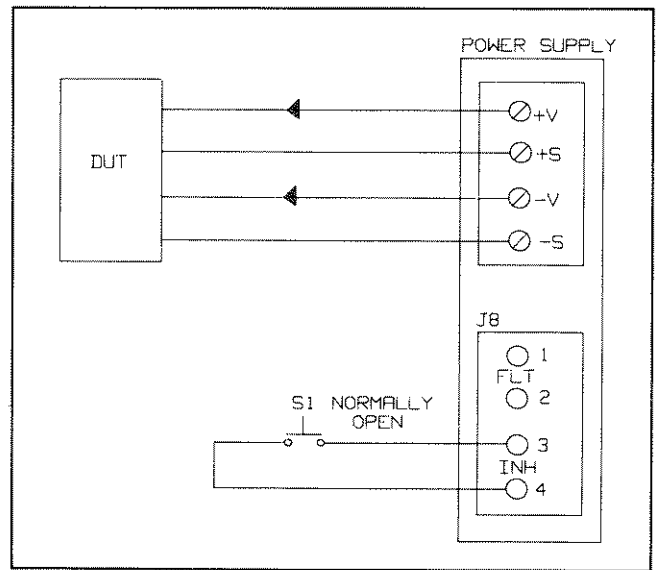 POWER SUPPLY
+V
DUT
+S
-V
-S
J8
1
FLT
2
S1 NORMALLY
OPEN
3
INH
4